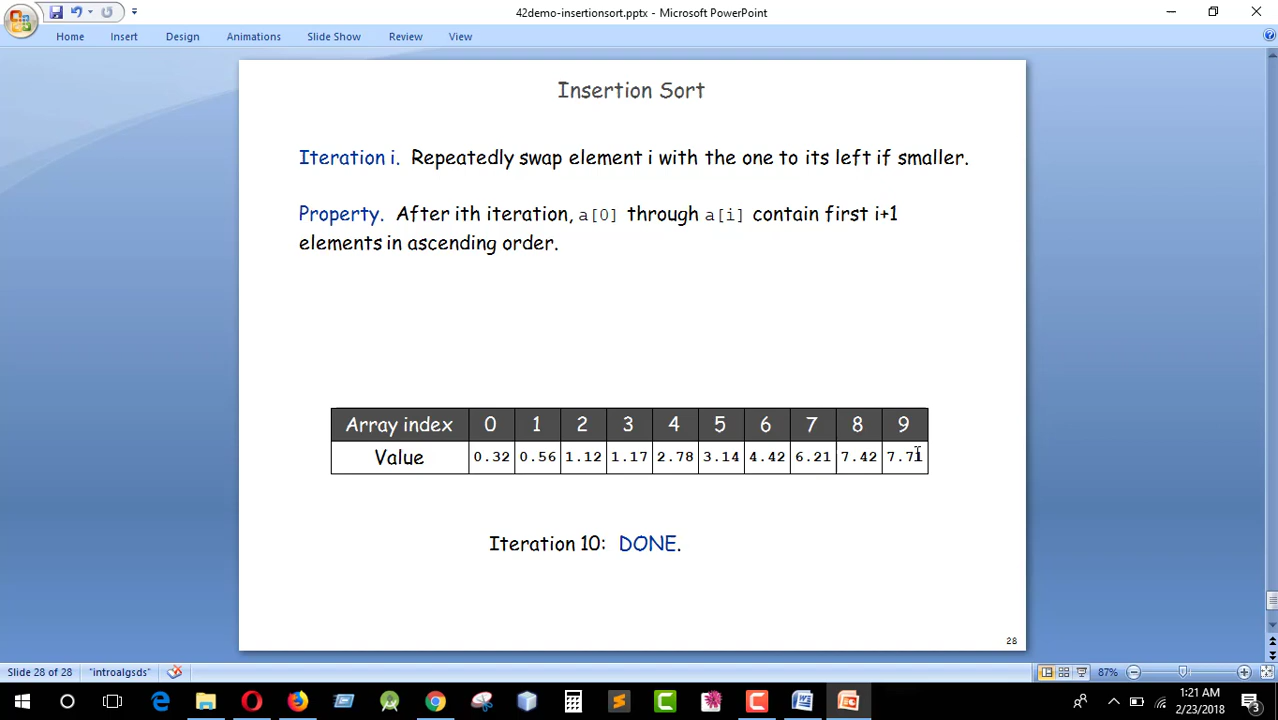 42demo-insertionsort.pptx - Microsoft PowerPoint
Home Insert Design Animations Slide Show Review View
Insertion Sort
Iteration i. Repeatedly swap element i with the one to its left if smaller.
Property. After ith iteration, a[0] through a[i] contain first i+1
elements in ascending order.
Array index 0 1 2 3 4 5 6 7 8 9
Value 0.32 0.56 1.12 1.17 2.78 3.14 4.42 6.21 7.42 7.71
Iteration 10: DONE.
28
Slide 28 of 28 "introalgsds" 87%
1:21 AM
2/23/2018 3